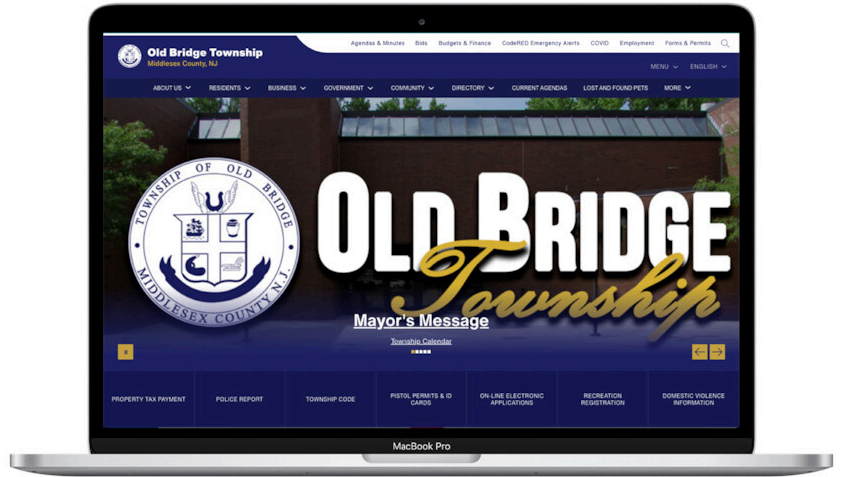 Agendas & Minutes Bids Budgets & Finance CodeRED Emergency Alerts COVID Employment Forms & Permits
Old Bridge Township
Middlesex County, NJ
MENU ENGLISH
ABOUT US RESIDENTS BUSINESS GOVERNMENT COMMUNITY DIRECTORY CURRENT AGENDAS LOST AND FOUND PETS MORE
TOWNSHIP OF OLD BRIDGE
MIDDLESEX COUNTY N.J.
OLD BRIDGE
Township
Mayor's Message
Township Calendar
PROPERTY TAX PAYMENT
POLICE REPORT
TOWNSHIP CODE
PISTOL PERMITS & ID
CARDS
ON-LINE ELECTRONIC
APPLICATIONS
RECREATION
REGISTRATION
DOMESTIC VIOLENCE
INFORMATION
MacBook Pro